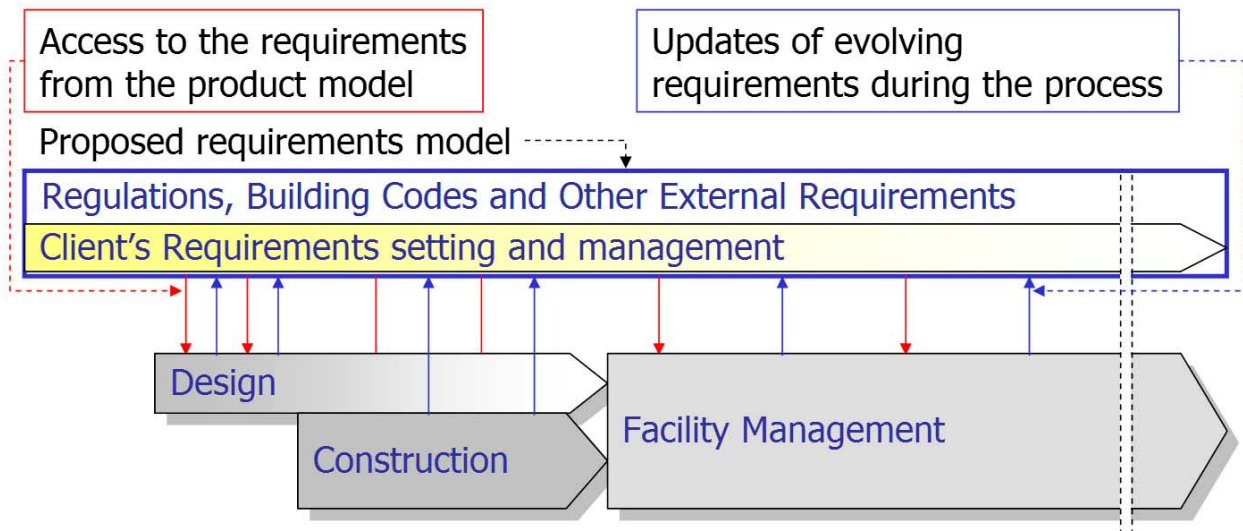 Access to the requirements
from the product model
Updates of evolving
requirements during the process
Proposed requirements model
Regulations, Building Codes and Other External Requirements
Client's Requirements setting and management
Design
Construction
Facility Management